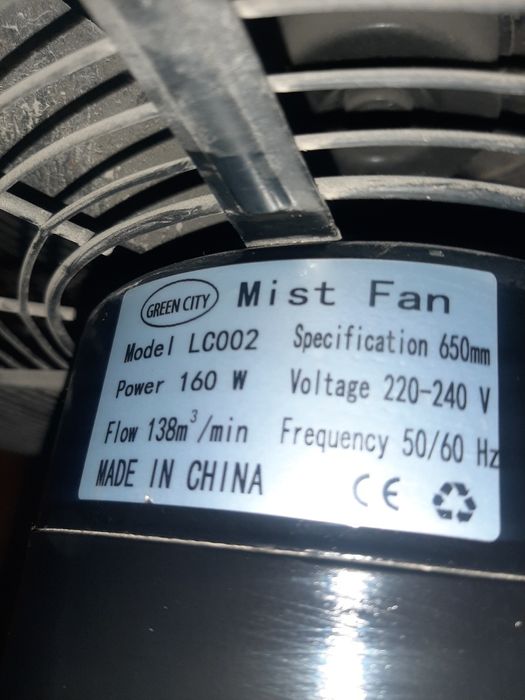 GREEN CITY Mist Fan
Model LC002 Specification 650mm
Power 160 W Voltage 220-240 V
Flow 138m³/min Frequency 50/60 Hz
MADE IN CHINA CE